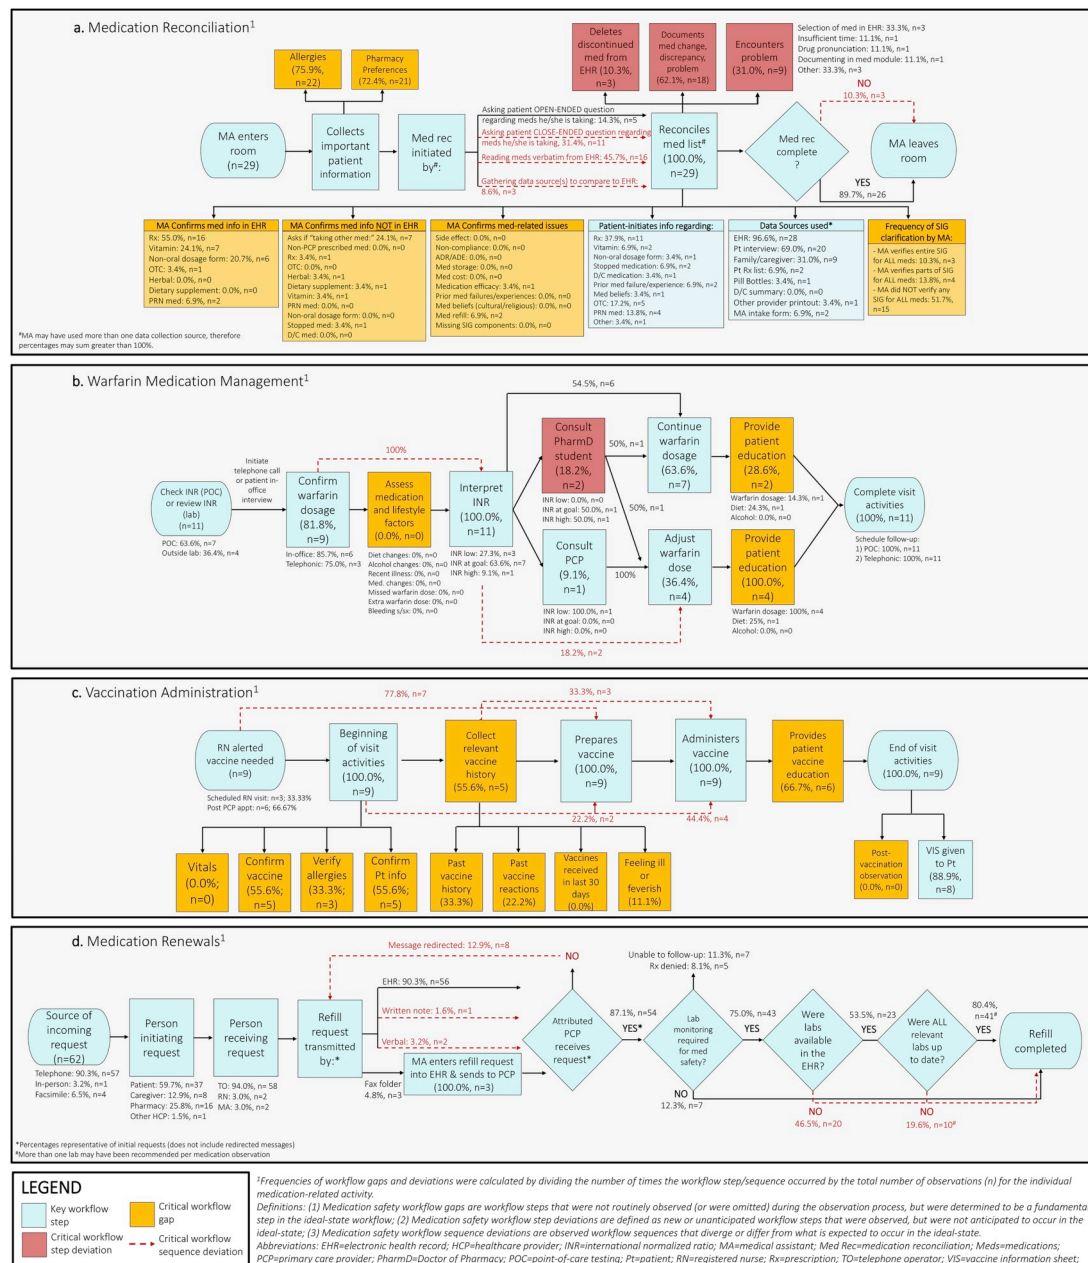 a. Medication Reconciliation¹
Allergies
(75.9%,
n=22)
Pharmacy
Preferences
(72.4%, n=21)
Deletes
discontinued
med from
EHR (10.3%,
n=3)
Documents
med change,
discrepancy,
problem
(62.1%, n=18)
Encounters
problem
(31.0%, n=9)
Selection of med in EHR: 33.3%, n=3
Insufficient time: 11.1%, n=1
Drug pronunciation: 11.1%, n=1
Documenting in med module: 11.1%, n=1
Other: 33.3%, n=3
NO
10.3%, n=3
MA enters
room
(n=29)
Collects
important
patient
information
Med rec
initiated
by#:
Asking patient OPEN-ENDED question
regarding meds he/she is taking: 14.3%, n=5
Asking patient CLOSE-ENDED question regarding
meds he/she is taking, 31.4%, n=11
Reading meds verbatim from EHR: 45.7%, n=16
Gathering data source(s) to compare to EHR:
8.6%, n=3
Reconciles
med list#
(100.0%,
n=29)
Med rec
complete
?
MA leaves
room
YES
89.7%, n=26
MA Confirms med info in EHR
Rx: 55.0%, n=16
Vitamin: 24.1%, n=7
Non-oral dosage form: 20.7%, n=6
OTC: 3.4%, n=1
Herbal: 0.0%, n=0
Dietary supplement: 0.0%, n=0
PRN med: 6.9%, n=2
MA Confirms med info NOT in EHR
Asks if "taking other med:" 24.1%, n=7
Non-PCP prescribed med: 0.0%, n=0
Rx: 3.4%, n=1
OTC: 0.0%, n=0
Herbal: 3.4%, n=1
Dietary supplement: 3.4%, n=1
Vitamin: 3.4%, n=1
PRN med: 0.0%, n=0
Non-oral dosage form: 0.0%, n=0
Stopped med: 3.4%, n=1
D/C med: 0.0%, n=0
MA Confirms med-related issues
Side effect: 0.0%, n=0
Non-compliance: 0.0%, n=0
ADR/ADE: 0.0%, n=0
Med storage: 0.0%, n=0
Med cost: 0.0%, n=0
Medication efficacy: 3.4%, n=1
Prior med failures/experiences: 0.0%, n=0
Med beliefs (cultural/religious): 0.0%, n=0
Med refill: 6.9%, n=2
Missing SIG components: 0.0%, n=0
Patient-initiates info regarding:
Rx: 37.9%, n=11
Vitamin: 6.9%, n=2
Non-oral dosage form: 3.4%, n=1
Stopped medication: 6.9%, n=2
D/C medication: 3.4%, n=1
Prior med failure/experience: 6.9%, n=2
Med beliefs: 3.4%, n=1
OTC: 17.2%, n=5
PRN med: 13.8%, n=4
Other: 3.4%, n=1
Data Sources used*
EHR: 96.6%, n=28
Pt interview: 69.0%, n=20
Family/caregiver: 31.0%, n=9
Pt Rx list: 6.9%, n=2
Pill Bottles: 3.4%, n=1
D/C summary: 0.0%, n=0
Other provider printout: 3.4%, n=1
MA intake form: 6.9%, n=2
Frequency of SIG
clarification by MA:
- MA verifies entire SIG
for ALL meds: 10.3%, n=3
- MA verifies parts of SIG
for ALL meds: 13.8%, n=4
- MA did NOT verify any
SIG for ALL meds: 51.7%,
n=15
*MA may have used more than one data collection source, therefore
percentages may sum greater than 100%.
b. Warfarin Medication Management¹
54.5%, n=6
100%
Initiate
telephone call
or patient in-
office
interview
Check INR (POC)
or review INR
(lab)
(n=11)
POC: 63.6%, n=7
Outside lab: 36.4%, n=4
Confirm
warfarin
dosage
(81.8%,
n=9)
In-office: 85.7%, n=6
Telephonic: 75.0%, n=3
Assess
medication
and lifestyle
factors
(0.0%, n=0)
Diet changes: 0%, n=0
Alcohol changes: 0%, n=0
Recent illness: 0%, n=0
Med. changes: 0%, n=0
Missed warfarin dose: 0%, n=0
Extra warfarin dose: 0%, n=0
Bleeding s/sx: 0%, n=0
Interpret
INR
(100.0%,
n=11)
INR low: 27.3%, n=3
INR at goal: 63.6%, n=7
INR high: 9.1%, n=1
Consult
PharmD
student
(18.2%,
n=2)
INR low: 0.0%, n=0
INR at goal: 50.0%, n=1
INR high: 50.0%, n=1
50%, n=1
50%, n=1
Consult PCP
(9.1%,
n=1)
INR low: 100.0%, n=1
INR at goal: 0.0%, n=0
INR high: 0.0%, n=0
100%
Continue
warfarin
dosage
(63.6%,
n=7)
Adjust
warfarin
dose
(36.4%,
n=4)
Provide
patient
education
(28.6%,
n=2)
Warfarin dosage: 14.3%, n=1
Diet: 24.3%, n=1
Alcohol: 0.0%, n=0
Provide
patient
education
(100.0%,
n=4)
Warfarin dosage: 100%, n=4
Diet: 25%, n=1
Alcohol: 0.0%, n=0
Complete visit
activities
(100%, n=11)
Schedule follow-up:
1) POC: 100%, n=11
2) Telephonic: 100%, n=11
18.2%, n=2
c. Vaccination Administration¹
77.8%, n=7
33.3%, n=3
RN alerted
vaccine needed
(n=9)
Scheduled RN visit: n=3; 33.33%
Post PCP appt: n=6; 66.67%
Beginning
of visit
activities
(100.0%,
n=9)
Collect
relevant
vaccine
history
(55.6%, n=5)
Prepares
vaccine
(100.0%,
n=9)
Administers
vaccine
(100.0%,
n=9)
Provides
patient
vaccine
education
(66.7%, n=6)
End of visit
activities
(100.0%, n=9)
22.2%, n=2
44.4%, n=4
Vitals
(0.0%;
n=0)
Confirm
vaccine
(55.6%;
n=5)
Verify
allergies
(33.3%;
n=3)
Confirm
Pt info
(55.6%;
n=5)
Past
vaccine
history
(33.3%)
Past
vaccine
reactions
(22.2%)
Vaccines
received
in last 30
days
(0.0%)
Feeling ill
or
feverish
(11.1%)
Post-
vaccination
observation
(0.0%, n=0)
VIS given
to Pt
(88.9%,
n=8)
d. Medication Renewals¹
Message redirected: 12.9%, n=8
NO
Unable to follow-up: 11.3%, n=7
Rx denied: 8.1%, n=5
Source of
incoming
request
(n=62)
Telephone: 90.3%, n=57
In-person: 3.2%, n=1
Facsimile: 6.5%, n=4
Person
initiating
request
Patient: 59.7%, n=37
Caregiver: 12.9%, n=8
Pharmacy: 25.8%, n=16
Other HCP: 1.5%, n=1
Person
receiving
request
TO: 94.0%, n=58
RN: 3.0%, n=2
MA: 3.0%, n=2
Refill
request
transmitted
by:*
EHR: 90.3%, n=56
Written note: 1.6%, n=1
Verbal: 3.2%, n=2
Fax folder
4.8%, n=3
MA enters refill request
into EHR & sends to PCP
(100.0%, n=3)
Attributed
PCP
receives
request*
87.1%, n=54
YES*
Lab
monitoring
required
for med
safety?
75.0%, n=43
YES
NO
12.3%, n=7
Were
labs
available
in the
EHR?
53.5%, n=23
YES
NO
46.5%, n=20
Were ALL
relevant
labs up
to date?
80.4%,
n=41#
YES
NO
19.6%, n=10#
Refill
completed
*Percentages representative of initial requests (does not include redirected messages)
#More than one lab may have been recommended per medication observation
LEGEND
Key workflow
step
Critical workflow
gap
Critical workflow
step deviation
Critical workflow
sequence deviation
¹Frequencies of workflow gaps and deviations were calculated by dividing the number of times the workflow step/sequence occurred by the total number of observations (n) for the individual
medication-related activity.
Definitions: (1) Medication safety workflow gaps are workflow steps that were not routinely observed (or were omitted) during the observation process, but were determined to be a fundamental
step in the ideal-state workflow; (2) Medication safety workflow step deviations are defined as new or unanticipated workflow steps that were observed, but were not anticipated to occur in the
ideal-state; (3) Medication safety workflow sequence deviations are observed workflow sequences that diverge or differ from what is expected to occur in the ideal-state.
Abbreviations: EHR=electronic health record; HCP=healthcare provider; INR=international normalized ratio; MA=medical assistant; Med Rec=medication reconciliation; Meds=medications;
PCP=primary care provider; PharmD=Doctor of Pharmacy; POC=point-of-care testing; Pt=patient; RN=registered nurse; Rx=prescription; TO=telephone operator; VIS=vaccine information sheet;